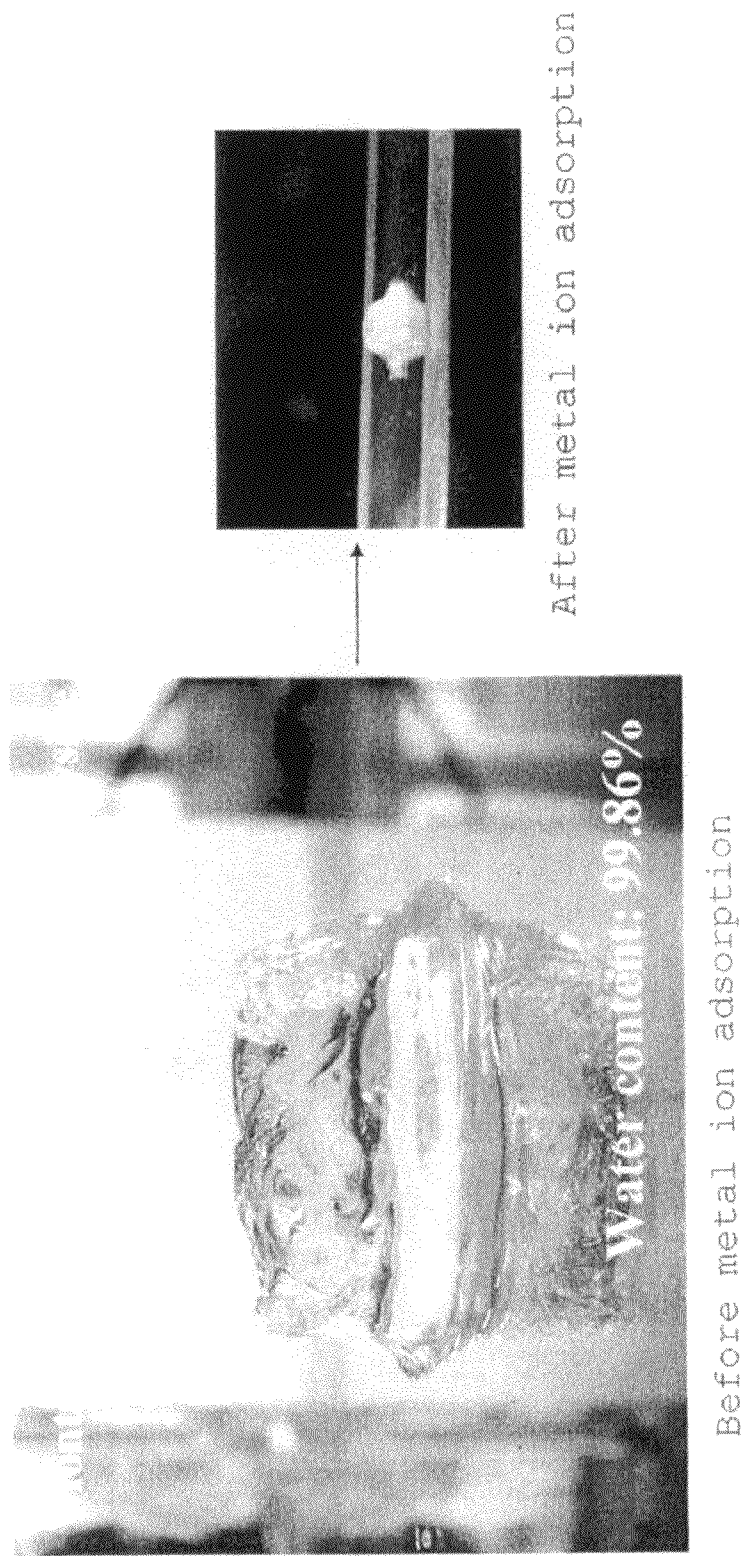 Water content: 99.86%
Before metal ion adsorption
After metal ion adsorption